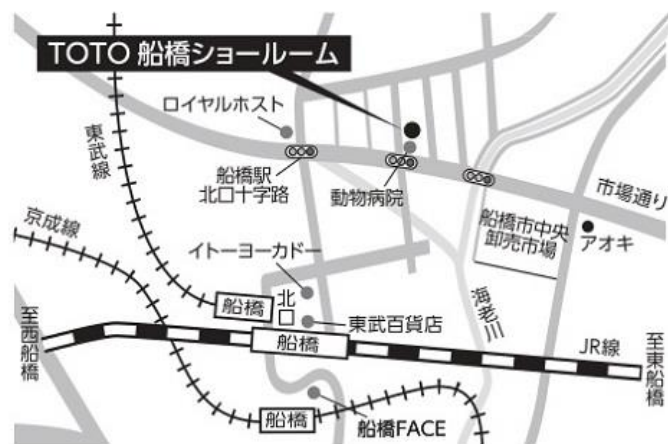 TOTO 船橋ショールーム
ロイヤルホスト
東武線
船橋駅
北口十字路
動物病院
市場通り
京成線
船橋市中央
卸売市場
アオキ
イトーヨーカドー
海老川
船橋
北口
東武百貨店
至西船橋
船橋
JR線
至東船橋
船橋
船橋FACE